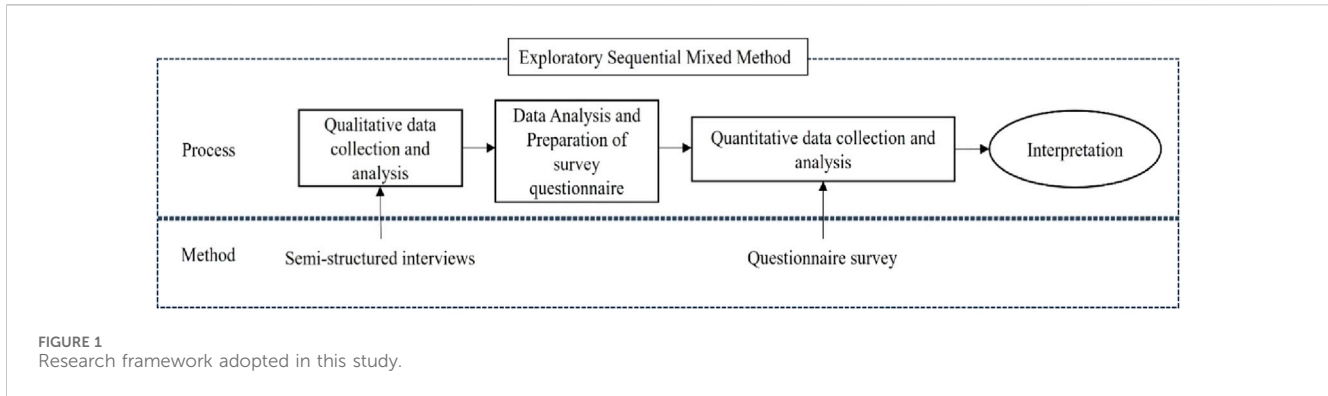 Exploratory Sequential Mixed Method
Process
Qualitative data
collection and
analysis
Data Analysis and
Preparation of
survey
questionnaire
Quantitative data collection and
analysis
Interpretation
Method
Semi-structured interviews
Questionnaire survey
FIGURE 1
Research framework adopted in this study.